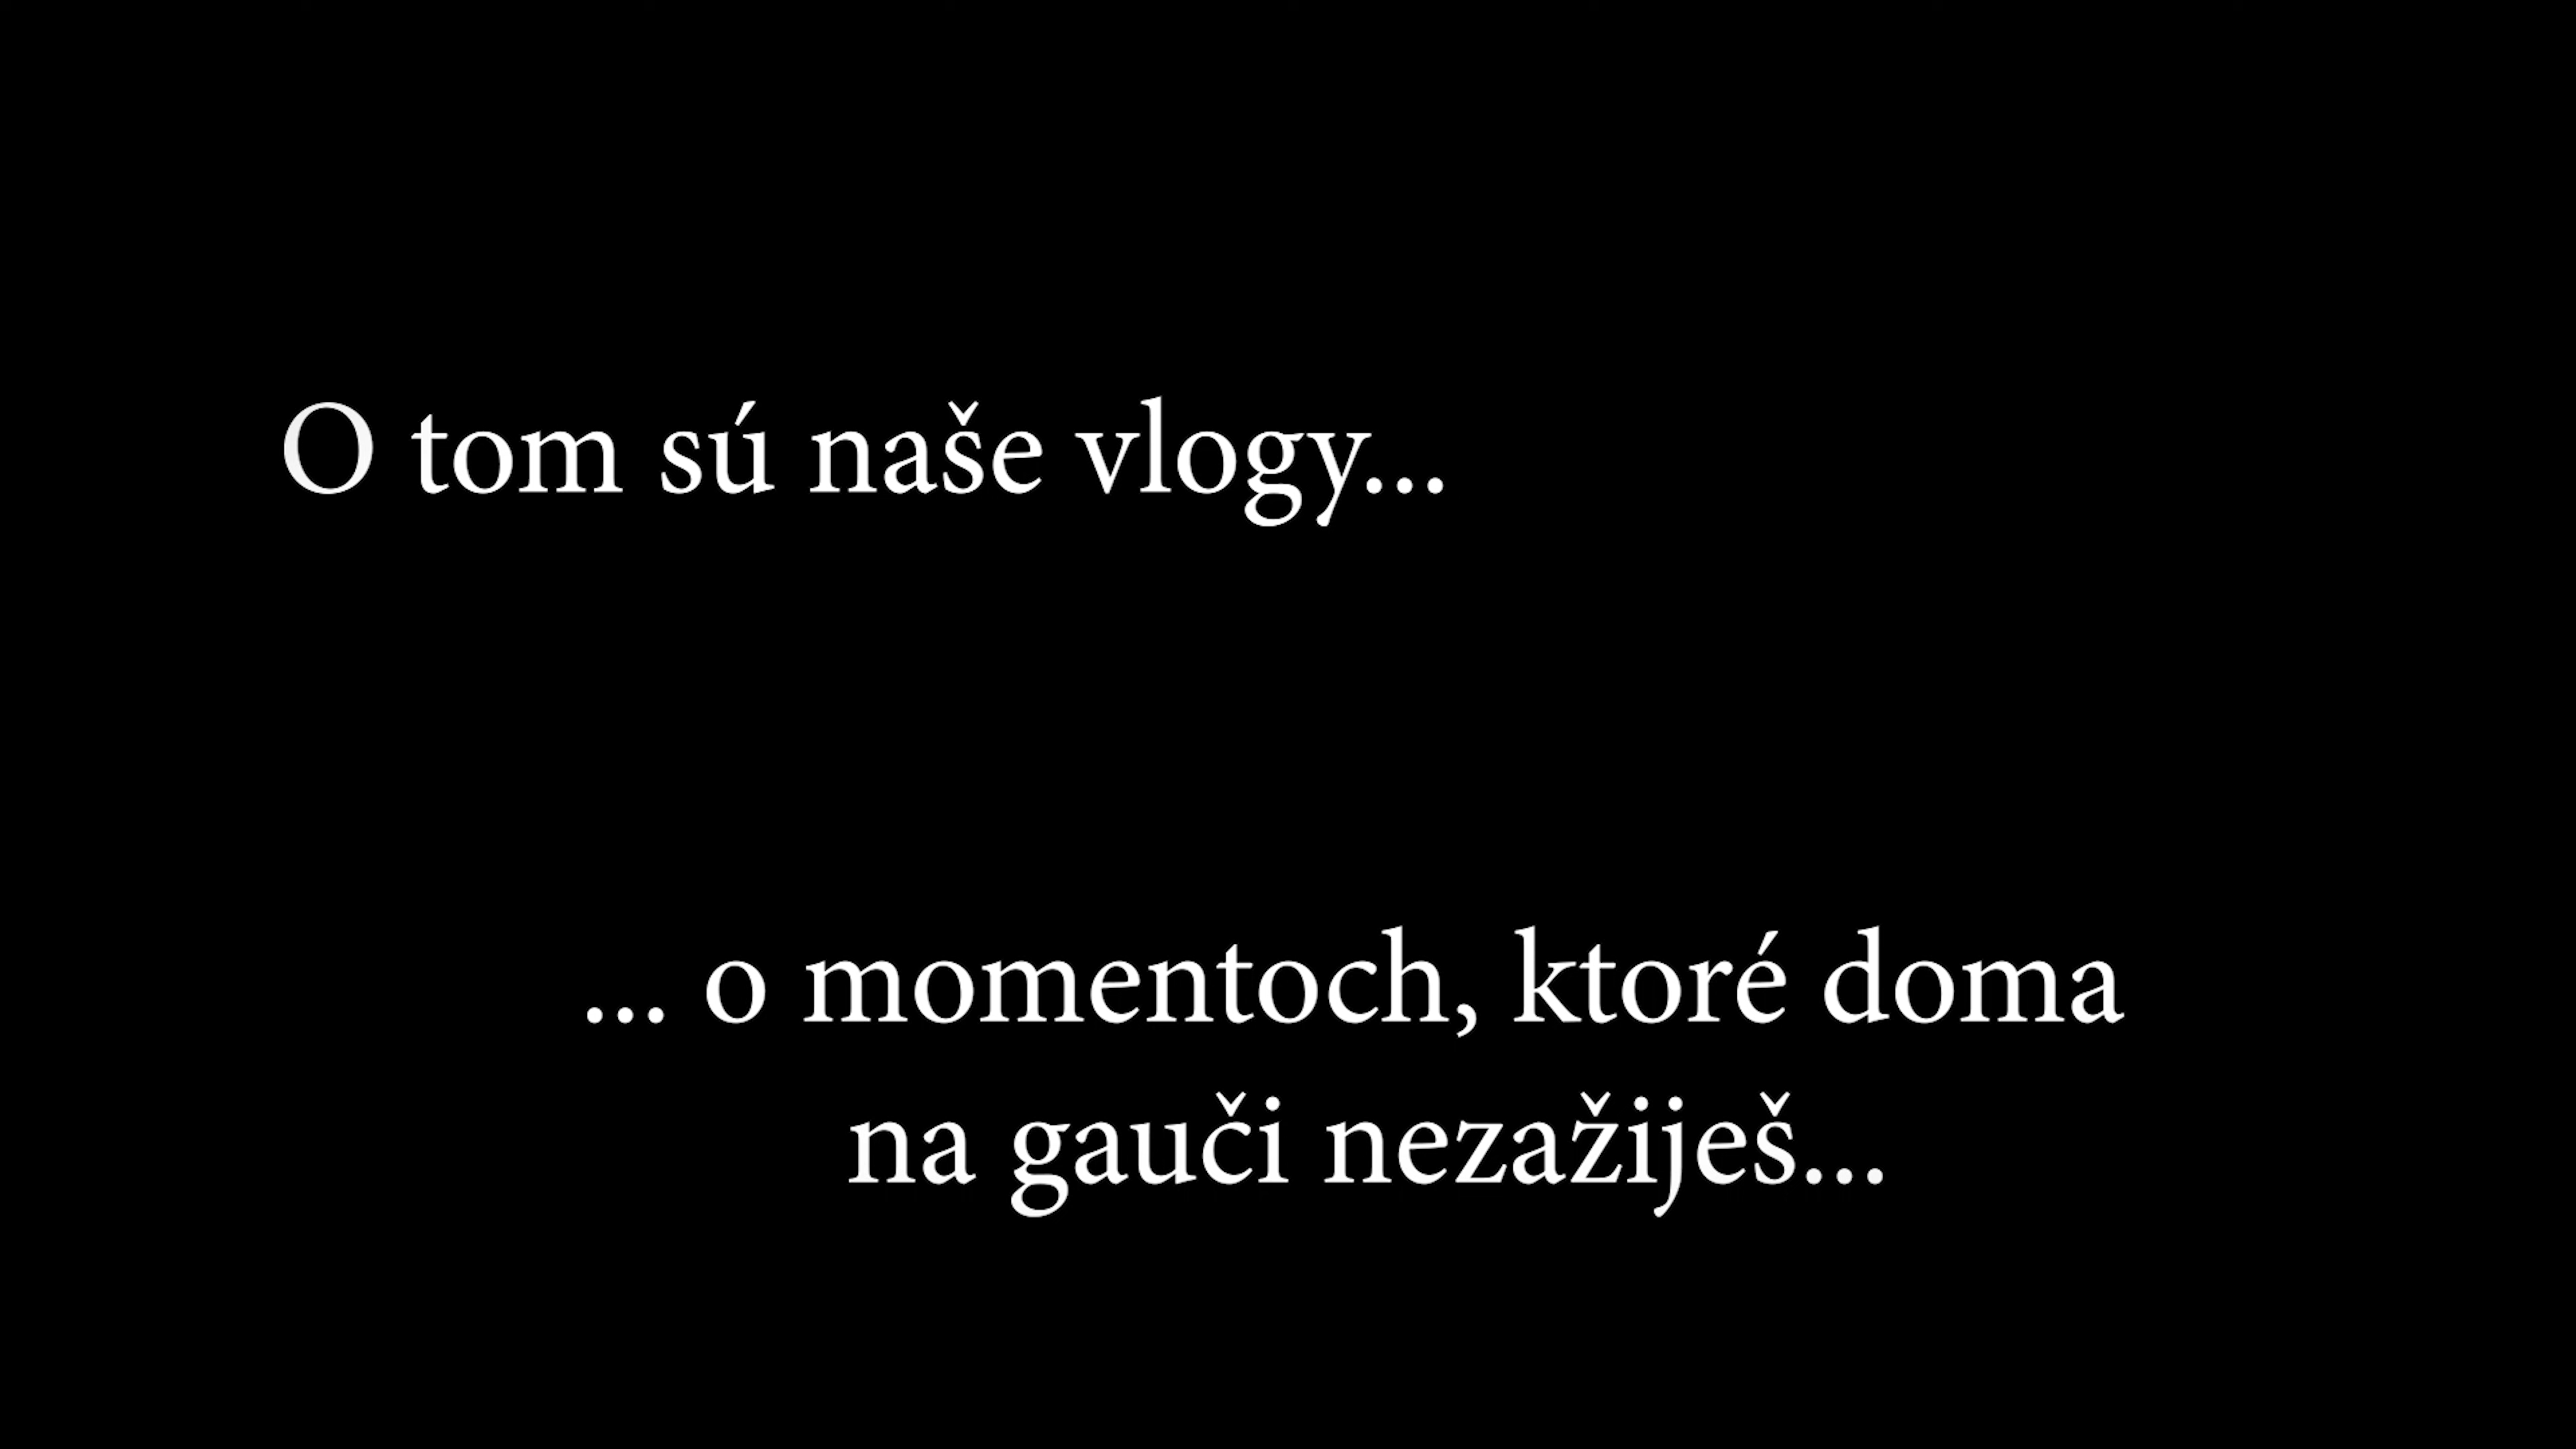 O tom sú naše vlogy...
... o momentoch, ktoré doma
na gauči nezažiješ...